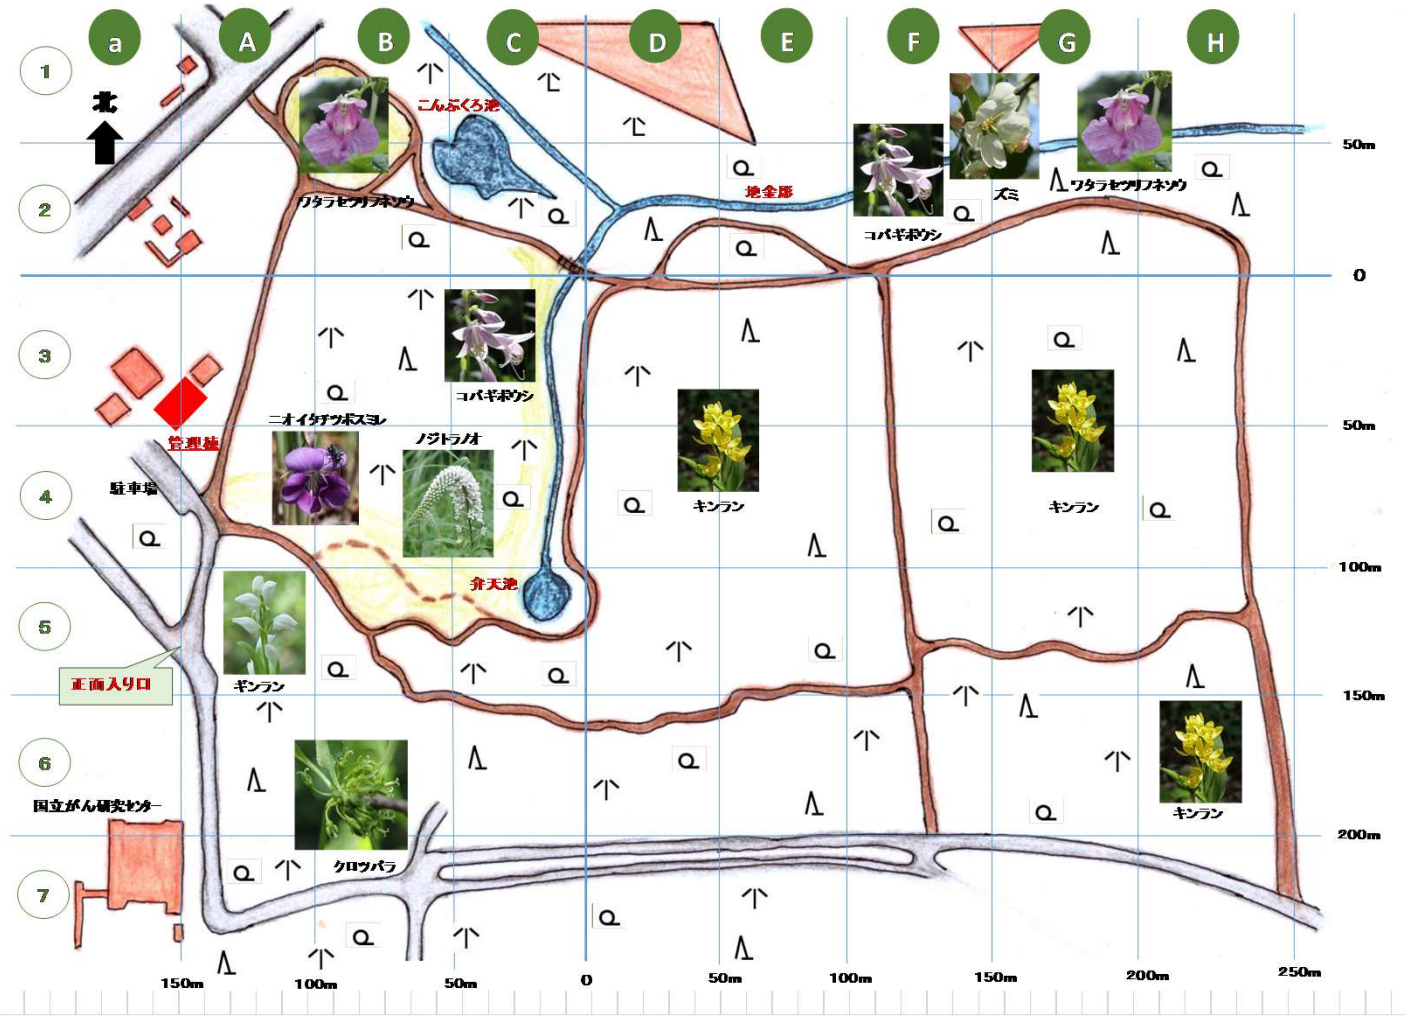 a A B C D E F G H
1
北
こんぶくろ池
50m
2
地金堀
ワタラセツリフネソウ
ズミ
ワタラセツリフネソウ
コバギボウシ
0
3
コバギボウシ
ニオイタチツボスミレ
管理棟
ノジトラノオ
50m
4
駐車場
キンラン
キンラン
100m
弁天池
5
正面入り口
ギンラン
150m
6
国立がん研究センター
キンラン
200m
クロツバラ
7
150m 100m 50m 0 50m 100m 150m 200m 250m